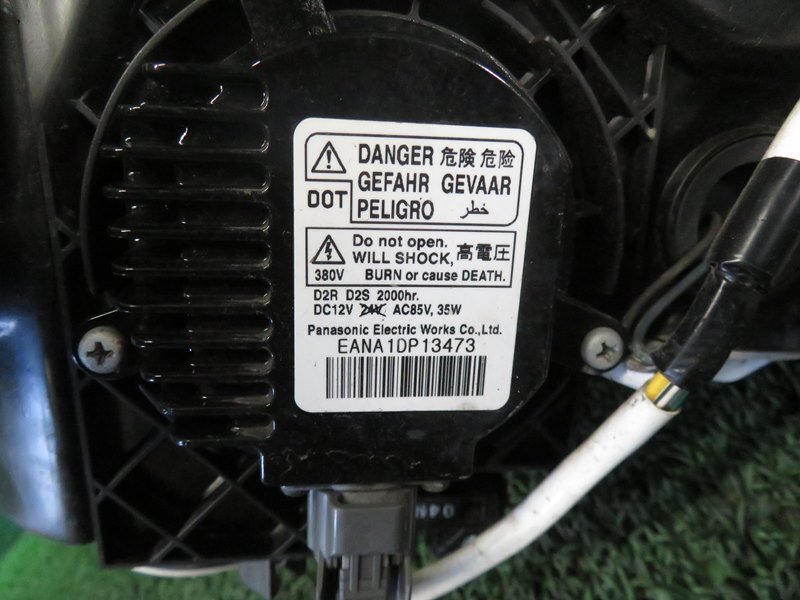 DANGER 危険 危险
GEFAHR GEVAAR
DOT PELIGRO خطر
Do not open.
WILL SHOCK, 高電圧
380V BURN or cause DEATH.
D2R D2S 2000hr.
DC12V 24V AC85V, 35W
Panasonic Electric Works Co.,Ltd.
EANA1DP13473